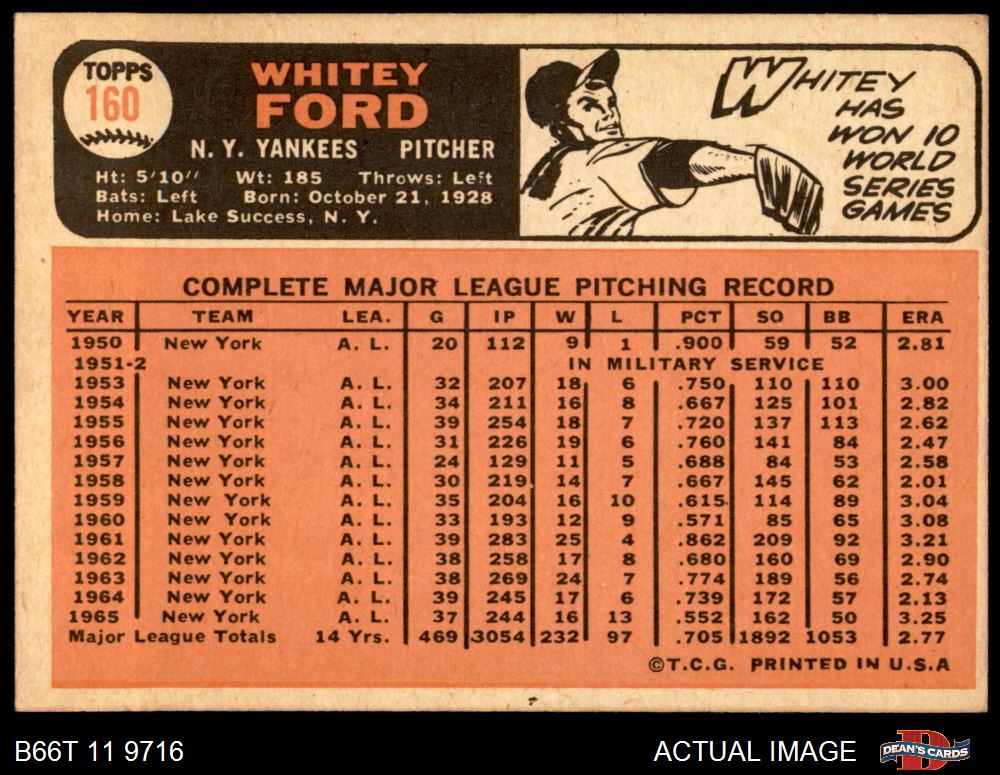 TOPPS
160
WHITEY
FORD
N. Y. YANKEES PITCHER
Ht: 5'10" Wt: 185 Throws: Left
Bats: Left Born: October 21, 1928
Home: Lake Success, N. Y.
WHITEY
HAS
WON 10
WORLD
SERIES
GAMES
COMPLETE MAJOR LEAGUE PITCHING RECORD
YEAR TEAM LEA. G IP W L PCT SO BB ERA
1950 New York A. L. 20 112 9 1 .900 59 52 2.81
1951-2 IN MILITARY SERVICE
1953 New York A. L. 32 207 18 6 .750 110 110 3.00
1954 New York A. L. 34 211 16 8 .667 125 101 2.82
1955 New York A. L. 39 254 18 7 .720 137 113 2.62
1956 New York A. L. 31 226 19 6 .760 141 84 2.47
1957 New York A. L. 24 129 11 5 .688 84 53 2.58
1958 New York A. L. 30 219 14 7 .667 145 62 2.01
1959 New York A. L. 35 204 16 10 .615 114 89 3.04
1960 New York A. L. 33 193 12 9 .571 85 65 3.08
1961 New York A. L. 39 283 25 4 .862 209 92 3.21
1962 New York A. L. 38 258 17 8 .680 160 69 2.90
1963 New York A. L. 38 269 24 7 .774 189 56 2.74
1964 New York A. L. 39 245 17 6 .739 172 57 2.13
1965 New York A. L. 37 244 16 13 .552 162 50 3.25
Major League Totals 14 Yrs. 469 3054 232 97 .705 1892 1053 2.77
©T.C.G. PRINTED IN U.S.A
B66T 11 9716
ACTUAL IMAGE
DEAN'S CARDS